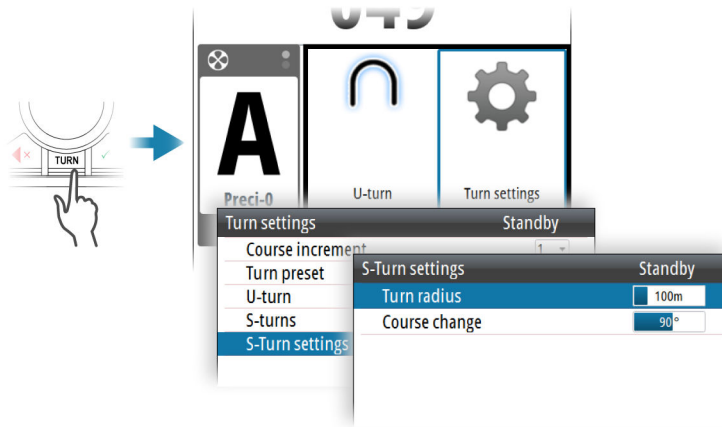 TURN
A
Preci-0
U-turn
Turn settings
Turn settings Standby
Course increment 1
Turn preset
U-turn
S-turns
S-Turn settings
S-Turn settings Standby
Turn radius 100m
Course change 90°